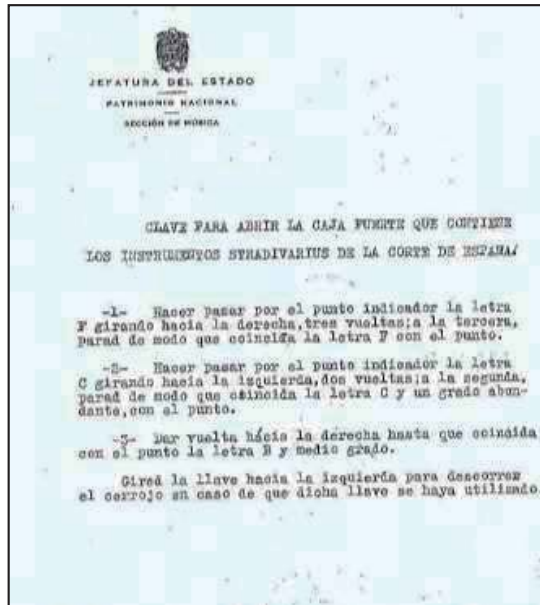 JEFATURA DEL ESTADO
PATRIMONIO NACIONAL
SECCIÓN DE MÚSICA
CLAVE PARA ABRIR LA CAJA FUERTE QUE CONTIENE
LOS INSTRUMENTOS STRADIVARIUS DE LA CORTE DE ESPAÑA.
-1- Hacer pasar por el punto indicador la letra
F girando hacia la derecha,tres vueltas;a la tercera,
parad de modo que coincida la letra F con el punto.
-2- Hacer pasar por el punto indicador la letra
C girando hacia la izquierda,dos vueltas;a la segunda,
parad de modo que coincida la letra C y un grado abun-
dante,con el punto.
-3- Dar vuelta hácia la derecha hasta que coincida
con el punto la letra B y medio grado.
Girad la llave hacia la izquierda para descorrer
el cerrojo en caso de que dicha llave se haya utilizado